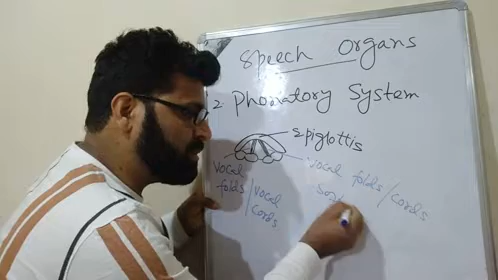 Speech Organs
2. Phonatory System
Epiglottis
vocal folds / vocal cords
vocal folds / cords